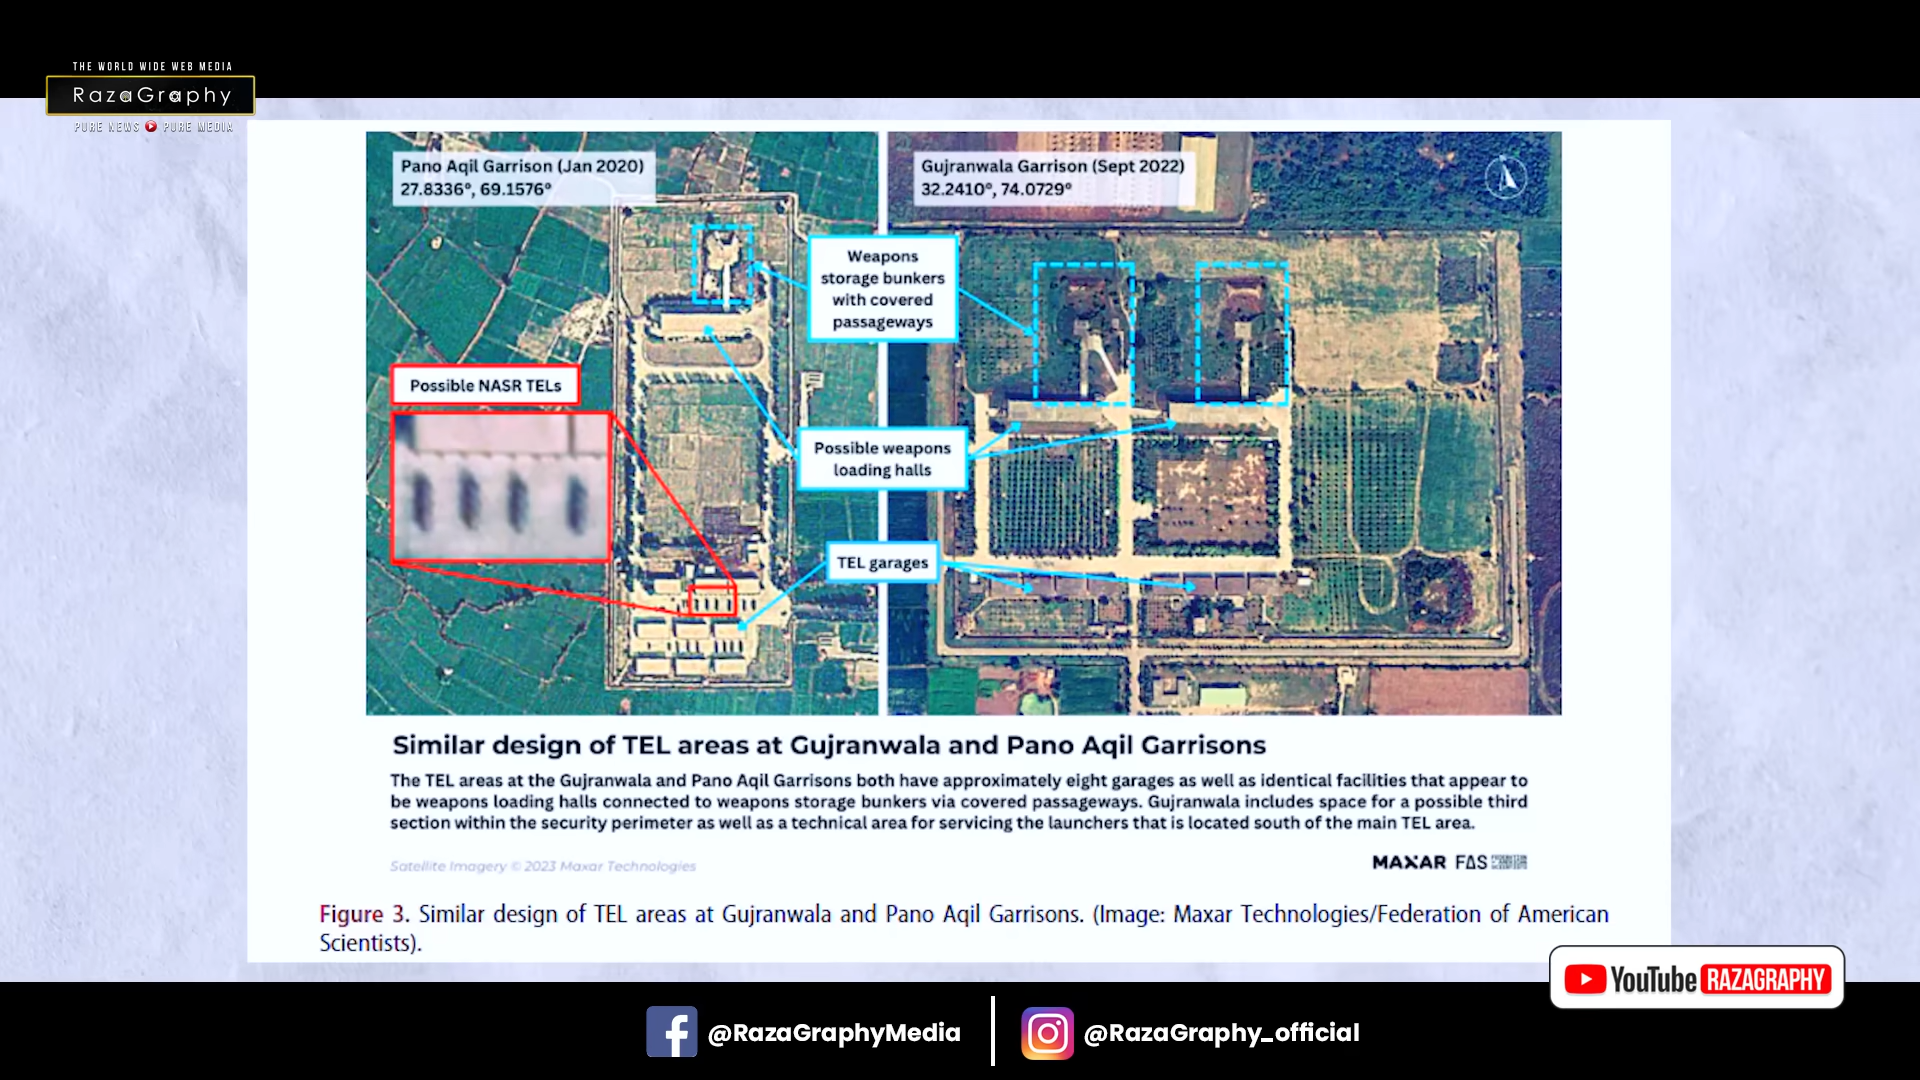 THE WORLD WIDE WEB MEDIA
RazaGraphy
PURE NEWS PURE MEDIA
Pano Aqil Garrison (Jan 2020)
27.8336°, 69.1576°
Gujranwala Garrison (Sept 2022)
32.2410°, 74.0729°
Weapons
storage bunkers
with covered
passageways
Possible NASR TELs
Possible weapons
loading halls
TEL garages
Similar design of TEL areas at Gujranwala and Pano Aqil Garrisons
The TEL areas at the Gujranwala and Pano Aqil Garrisons both have approximately eight garages as well as identical facilities that appear to
be weapons loading halls connected to weapons storage bunkers via covered passageways. Gujranwala includes space for a possible third
section within the security perimeter as well as a technical area for servicing the launchers that is located south of the main TEL area.
Satellite Imagery © 2023 Maxar Technologies
MAXAR FAS
Figure 3. Similar design of TEL areas at Gujranwala and Pano Aqil Garrisons. (Image: Maxar Technologies/Federation of American
Scientists).
YouTube RAZAGRAPHY
@RazaGraphyMedia
@RazaGraphy_official